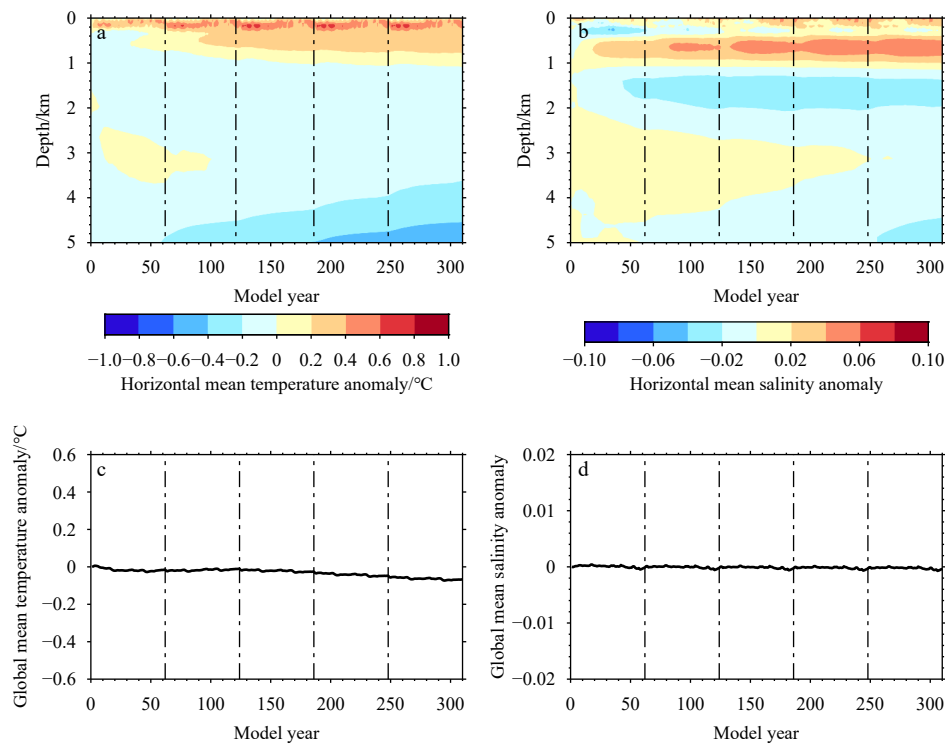 a
0
1
2
3
4
5
Depth/km
0 50 100 150 200 250 300
Model year
−1.0 −0.8 −0.6 −0.4 −0.2 0 0.2 0.4 0.6 0.8 1.0
Horizontal mean temperature anomaly/℃
b
0
1
2
3
4
5
Depth/km
0 50 100 150 200 250 300
Model year
−0.10 −0.06 −0.02 0.02 0.06 0.10
Horizontal mean salinity anomaly
c
0.6
0.4
0.2
0
−0.2
−0.4
−0.6
Global mean temperature anomaly/℃
0 50 100 150 200 250 300
Model year
d
0.02
0.01
0
−0.01
−0.02
Global mean salinity anomaly
0 50 100 150 200 250 300
Model year